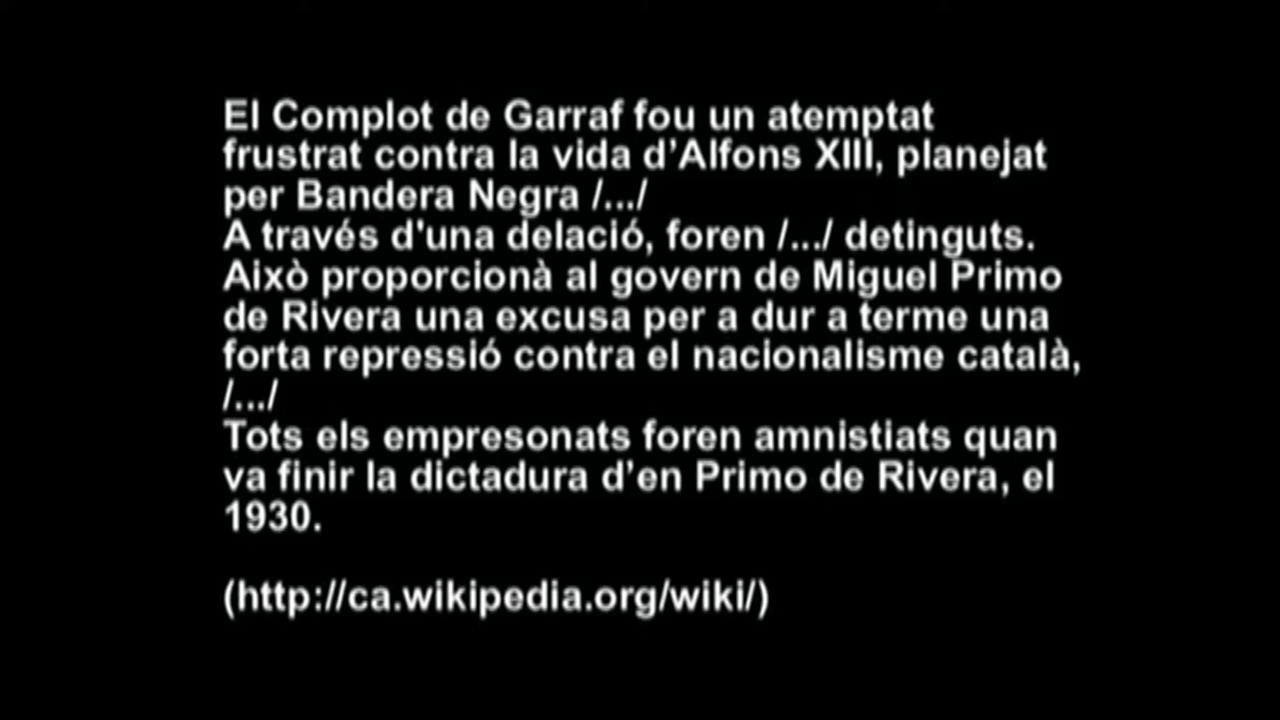 El Complot de Garraf fou un atemptat
frustrat contra la vida d’Alfons XIII, planejat
per Bandera Negra /.../
A través d'una delació, foren /.../ detinguts.
Això proporcionà al govern de Miguel Primo
de Rivera una excusa per a dur a terme una
forta repressió contra el nacionalisme català,
/.../
Tots els empresonats foren amnistiats quan
va finir la dictadura d’en Primo de Rivera, el
1930.
(http://ca.wikipedia.org/wiki/)